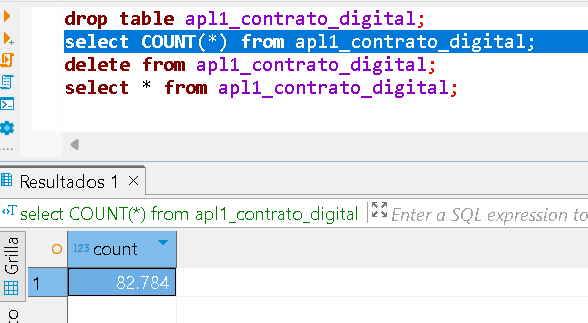 drop table apl1_contrato_digital;
select COUNT(*) from apl1_contrato_digital;
delete from apl1_contrato_digital;
select * from apl1_contrato_digital;
Resultados 1
select COUNT(*) from apl1_contrato_digital
Enter a SQL expression to
Grilla
123 count
1
82.784
co